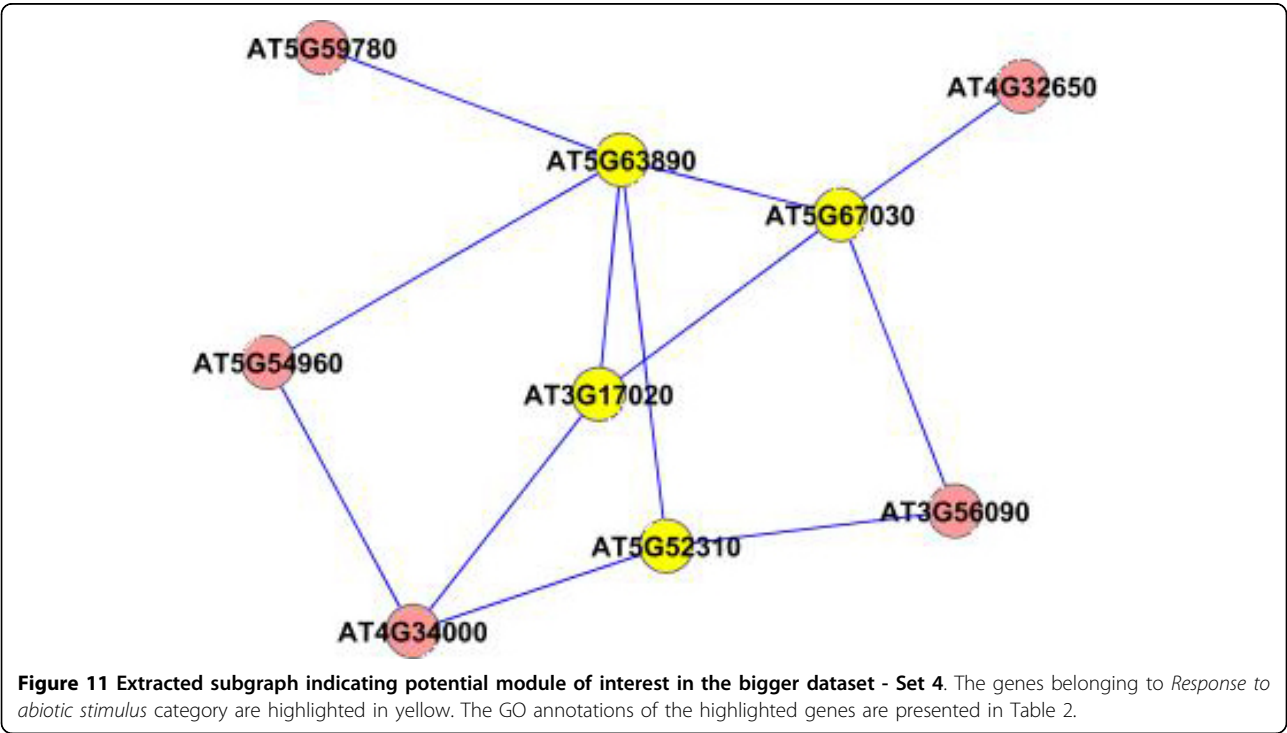 AT5G59780
AT4G32650
AT5G63890
AT5G67030
AT5G54960
AT3G17020
AT3G56090
AT5G52310
AT4G34000
Figure 11 Extracted subgraph indicating potential module of interest in the bigger dataset - Set 4. The genes belonging to Response to
abiotic stimulus category are highlighted in yellow. The GO annotations of the highlighted genes are presented in Table 2.